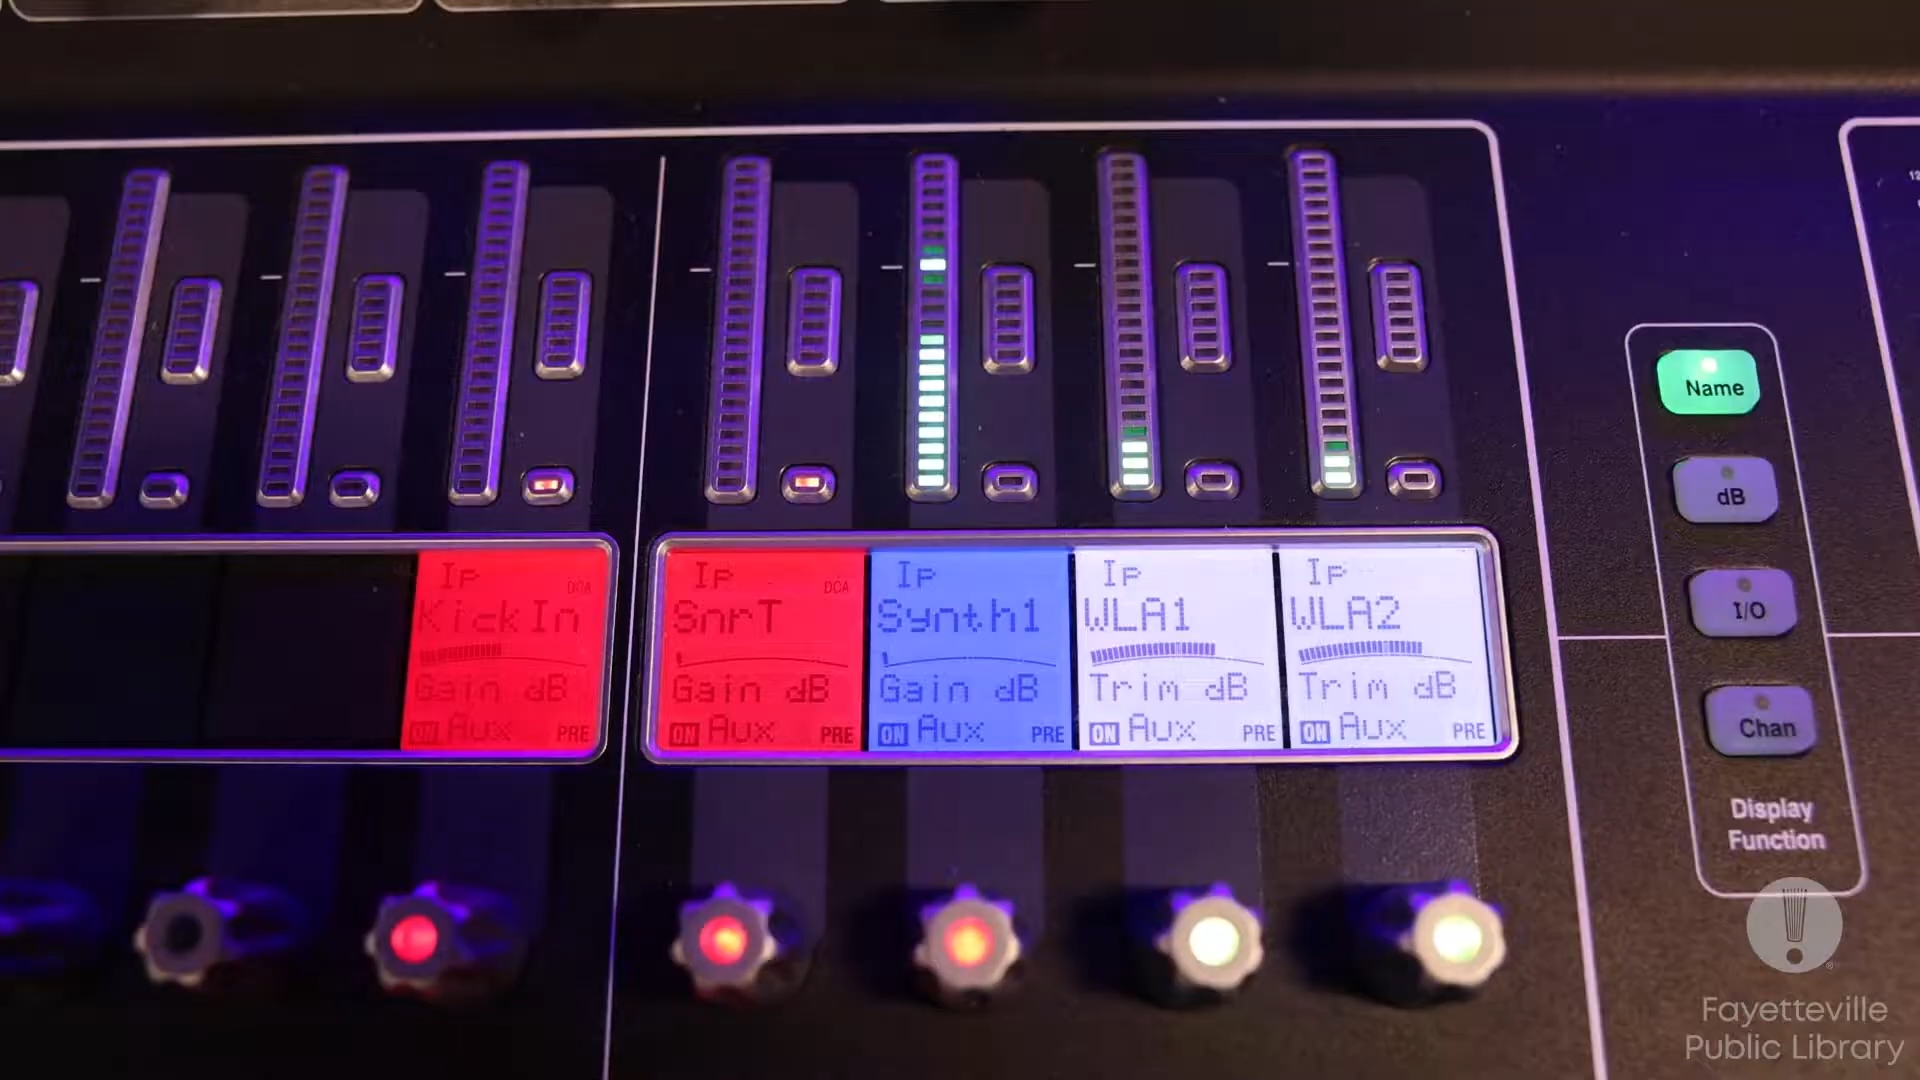 Ip
DCA
KickIn
Gain dB
ON Aux PRE
Ip
DCA
SnrT
Gain dB
ON Aux PRE
Ip
Synth1
Gain dB
ON Aux PRE
Ip
WLA1
Trim dB
ON Aux PRE
Ip
WLA2
Trim dB
ON Aux PRE
Name
dB
I/O
Chan
Display
Function
Fayetteville
Public Library